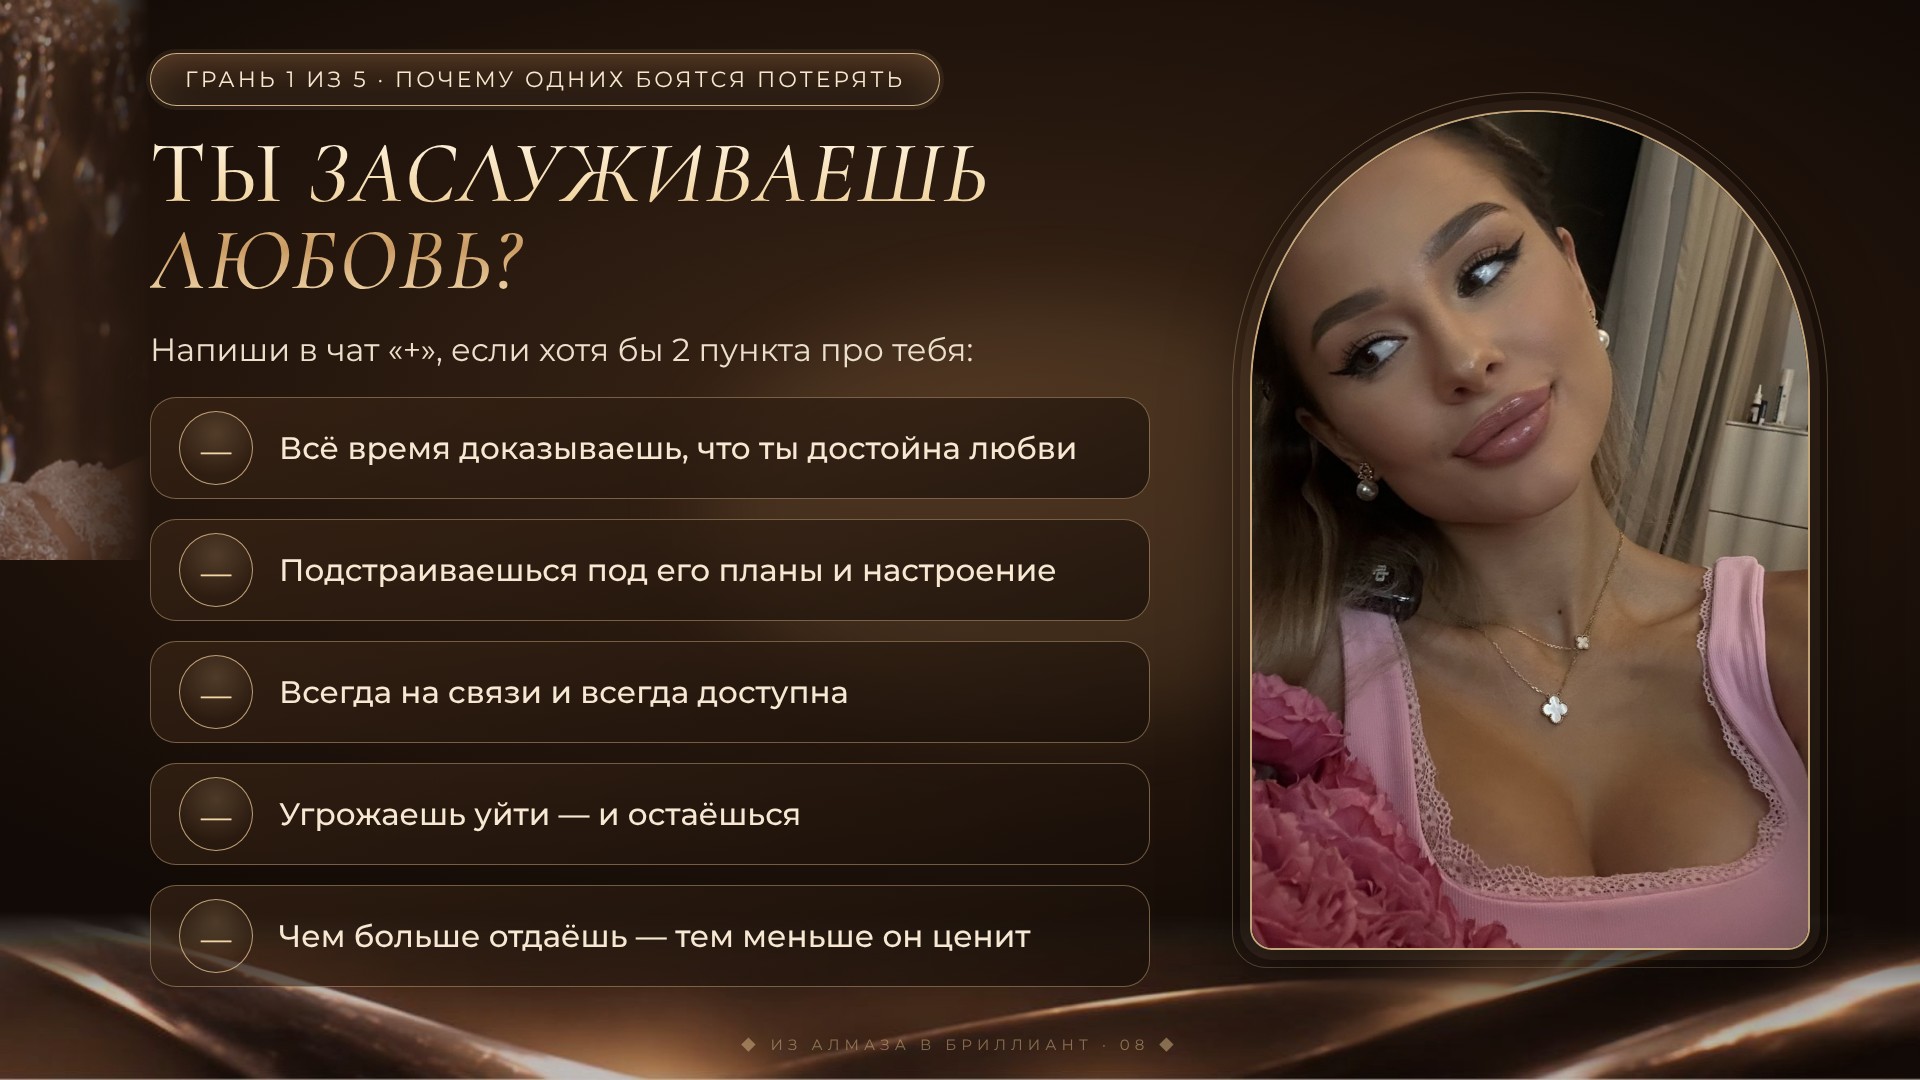 ГРАНЬ 1 ИЗ 5 · ПОЧЕМУ ОДНИХ БОЯТСЯ ПОТЕРЯТЬ
ТЫ ЗАСЛУЖИВАЕШЬ
ЛЮБОВЬ?
Напиши в чат «+», если хотя бы 2 пункта про тебя:
— Всё время доказываешь, что ты достойна любви
— Подстраиваешься под его планы и настроение
— Всегда на связи и всегда доступна
— Угрожаешь уйти — и остаёшься
— Чем больше отдаёшь — тем меньше он ценит
◆ ИЗ АЛМАЗА В БРИЛЛИАНТ · 08 ◆